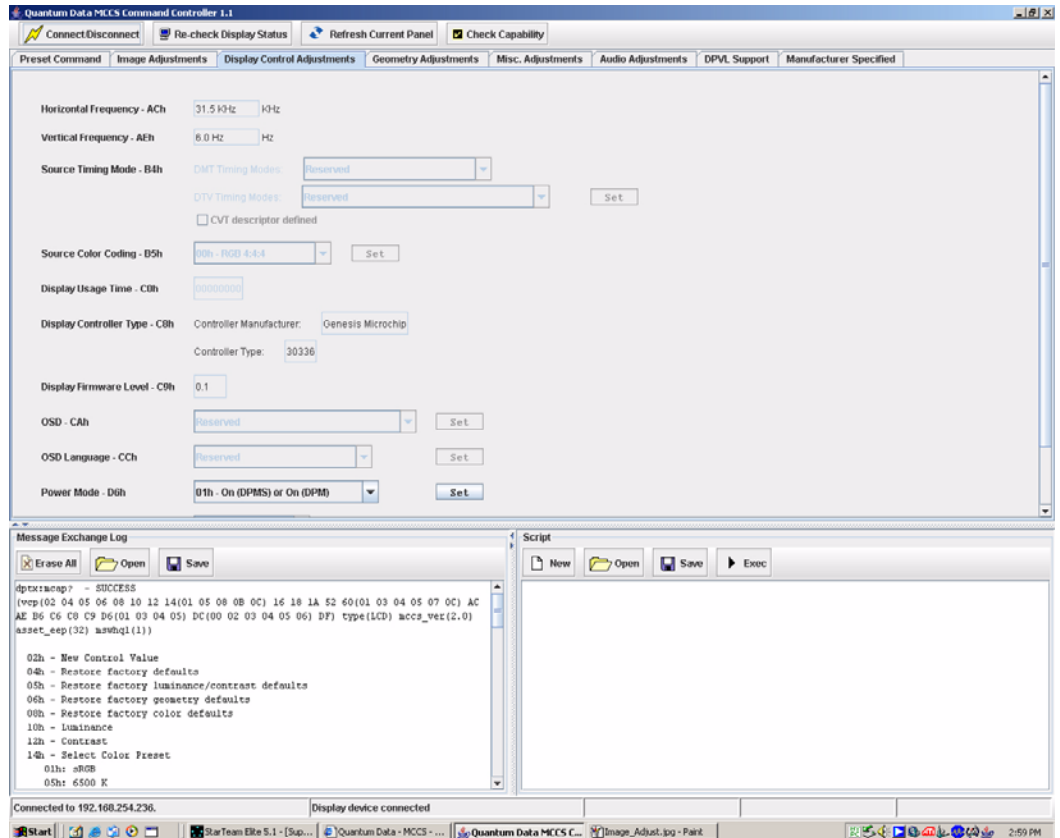 Quantum Data MCCS Command Controller 1.1
Connect/Disconnect Re-check Display Status Refresh Current Panel Check Capability
Preset Command Image Adjustments Display Control Adjustments Geometry Adjustments Misc. Adjustments Audio Adjustments DPVL Support Manufacturer Specified
Horizontal Frequency - ACh 31.5 KHz KHz
Vertical Frequency - AEh 6.0 Hz Hz
Source Timing Mode - B4h DMT Timing Modes: Reserved
DTV Timing Modes: Reserved Set
CVT descriptor defined
Source Color Coding - B5h 00h - RGB 4:4:4 Set
Display Usage Time - C0h 00000000
Display Controller Type - C8h Controller Manufacturer: Genesis Microchip
Controller Type: 30336
Display Firmware Level - C9h 0.1
OSD - CAh Reserved Set
OSD Language - CCh Reserved Set
Power Mode - D6h 01h - On (DPMS) or On (DPM) Set
Message Exchange Log
Erase All Open Save
dptx:mcap? - SUCCESS
(vcp(02 04 05 06 08 10 12 14(01 05 08 0B 0C) 16 18 1A 52 60(01 03 04 05 07 0C) AC
AE B6 C6 C8 C9 D6(01 03 04 05) DC(00 02 03 04 05 06) DF) type(LCD) mccs_ver(2.0)
asset_eep(32) mswhql(1))
02h - New Control Value
04h - Restore factory defaults
05h - Restore factory luminance/contrast defaults
06h - Restore factory geometry defaults
08h - Restore factory color defaults
10h - Luminance
12h - Contrast
14h - Select Color Preset
01h: sRGB
05h: 6500 K
Script
New Open Save Exec
Connected to 192.168.254.236. Display device connected
Start StarTeam Elite 5.1 - [Sup... Quantum Data - MCCS - ... Quantum Data MCCS C... Image_Adjust.jpg - Paint 2:59 PM